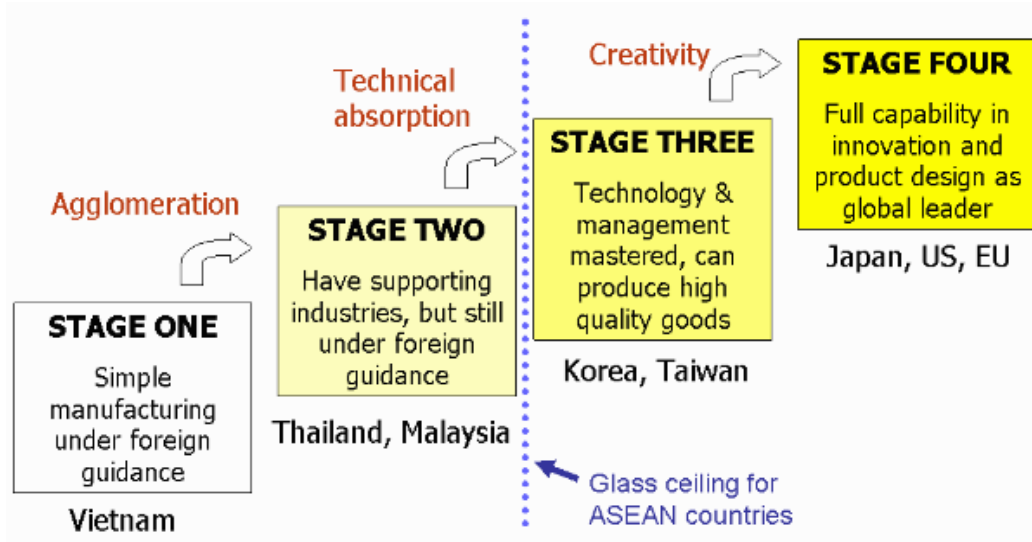 Agglomeration
STAGE ONE
Simple
manufacturing
under foreign
guidance
Vietnam
Technical
absorption
STAGE TWO
Have supporting
industries, but still
under foreign
guidance
Thailand, Malaysia
Creativity
STAGE THREE
Technology &
management
mastered, can
produce high
quality goods
Korea, Taiwan
STAGE FOUR
Full capability in
innovation and
product design as
global leader
Japan, US, EU
Glass ceiling for
ASEAN countries